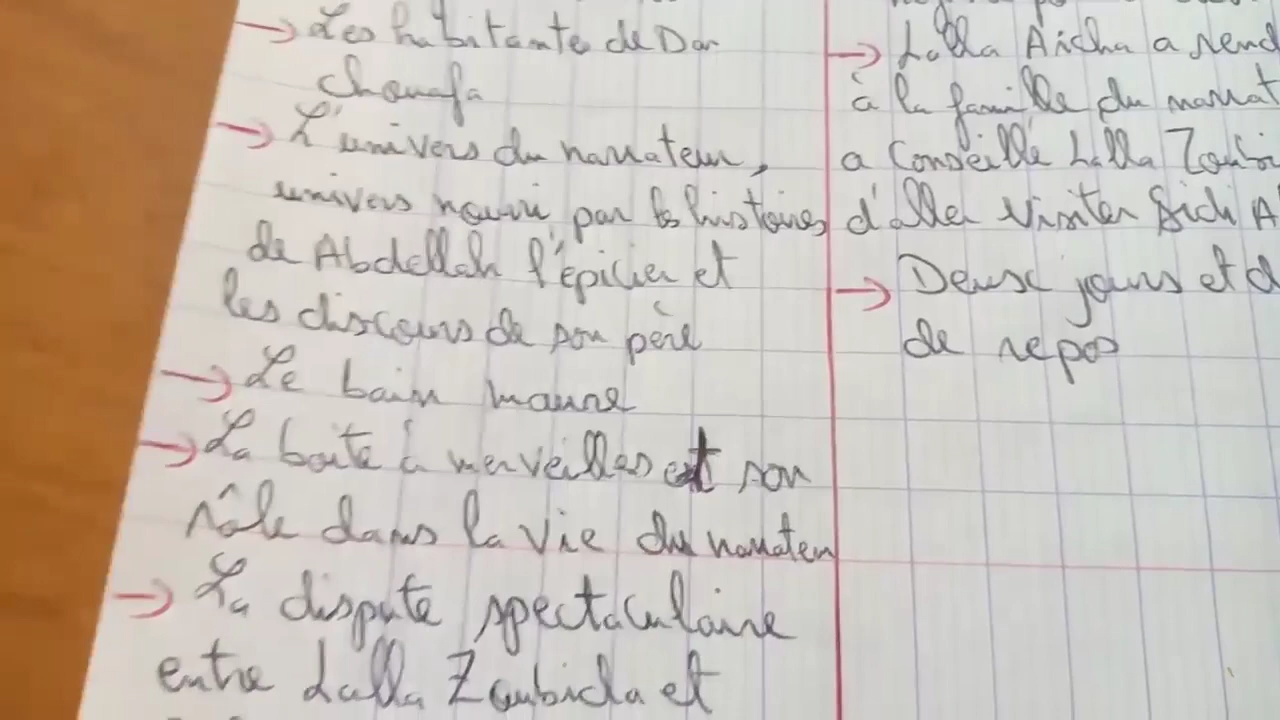 → Les habitants de Dar
Chouafa
→ L'univers du narrateur,
univers nourri par les histoires
de Abdellah l'épicier et
les discours de son père
→ Le bain maure
→ La boite à merveilles et son
rôle dans la vie du narrateur
→ La dispute spectaculaire
entre Lalla Zoubida et
→ Lalla Aicha a rend
à la famille du narrat
a Conseillé Lalla Zoubi
d'aller visiter Sidi A
→ Deux jours et d
de repos